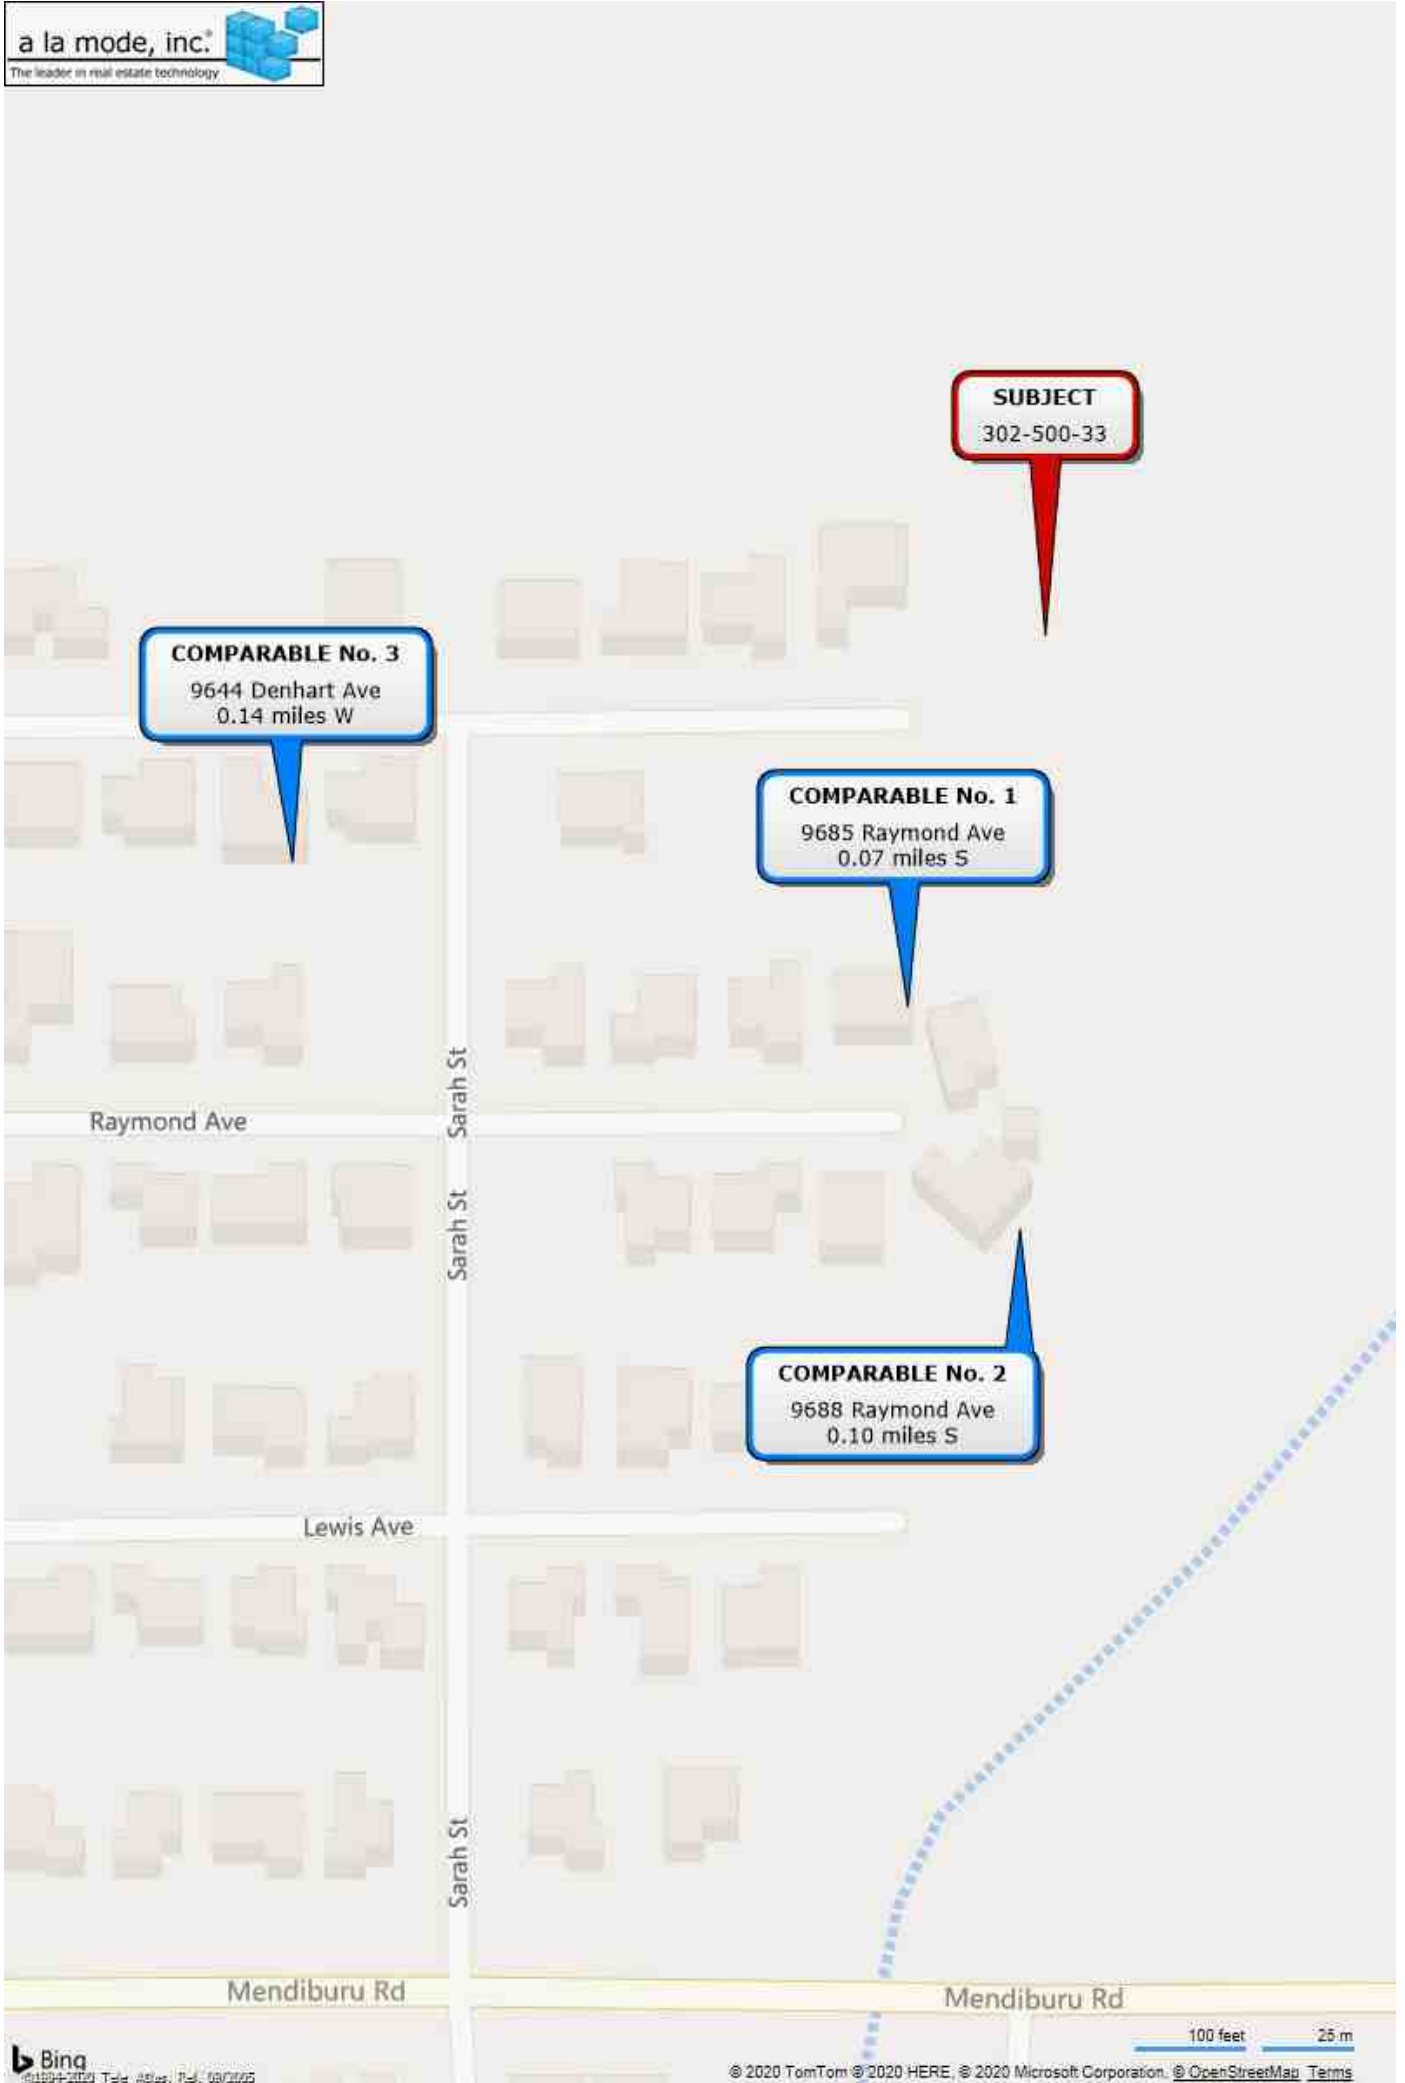 a la mode, inc.®
The leader in real estate technology
SUBJECT
302-500-33
COMPARABLE No. 3
9644 Denhart Ave
0.14 miles W
COMPARABLE No. 1
9685 Raymond Ave
0.07 miles S
Sarah St
Raymond Ave
Sarah St
COMPARABLE No. 2
9688 Raymond Ave
0.10 miles S
Lewis Ave
Sarah St
Mendiburu Rd
Mendiburu Rd
100 feet 25 m
Bing
© 2020 TomTom © 2020 HERE, © 2020 Microsoft Corporation, © OpenStreetMap Terms